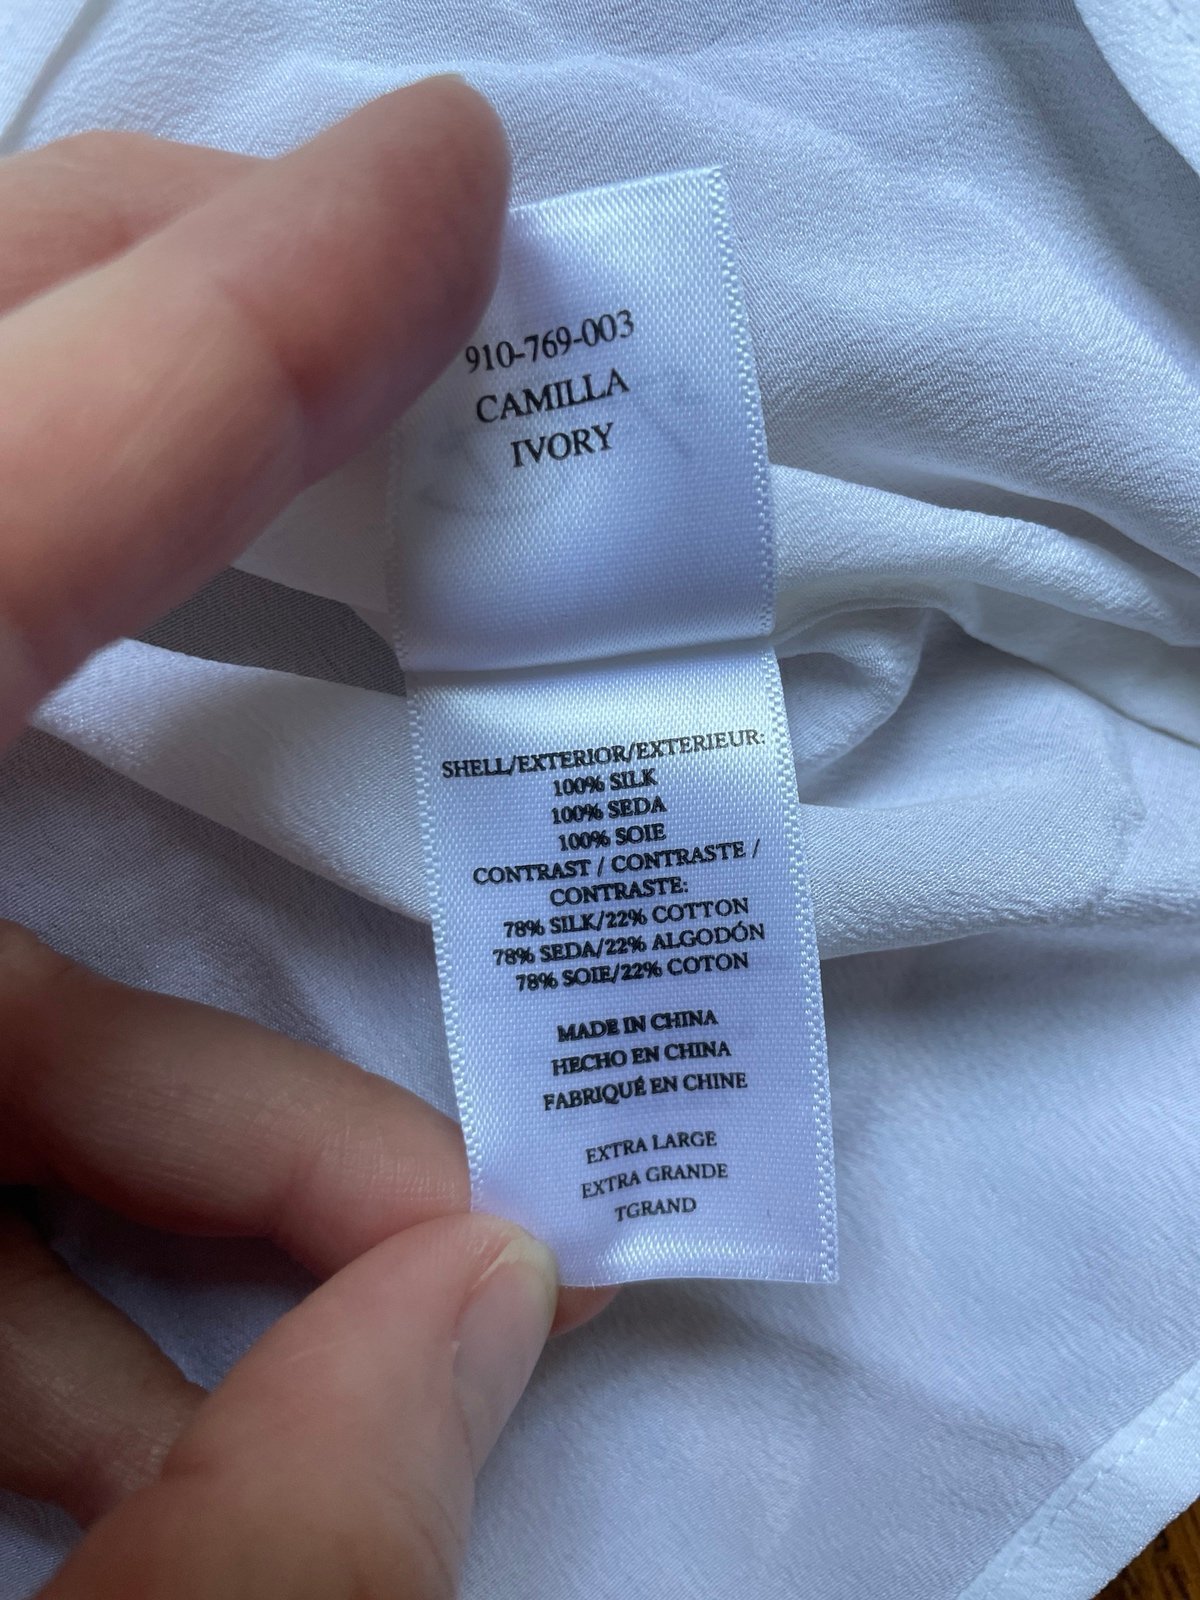 910-769-003
CAMILLA
IVORY
SHELL/EXTERIOR/EXTERIEUR:
100% SILK
100% SEDA
100% SOIE
CONTRAST / CONTRASTE /
CONTRASTE:
78% SILK/22% COTTON
78% SEDA/22% ALGODÓN
78% SOIE/22% COTON
MADE IN CHINA
HECHO EN CHINA
FABRIQUÉ EN CHINE
EXTRA LARGE
EXTRA GRANDE
TGRAND